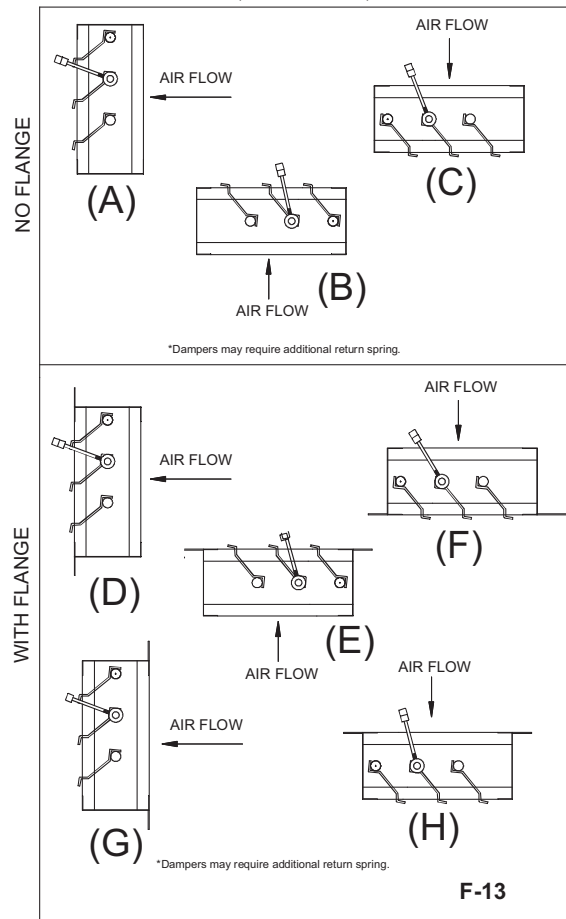 NO FLANGE
AIR FLOW
(A)
AIR FLOW
(C)
(B)
AIR FLOW
*Dampers may require additional return spring.
WITH FLANGE
AIR FLOW
AIR FLOW
(F)
(D)
(E)
AIR FLOW
AIR FLOW
AIR FLOW
(G)
(H)
*Dampers may require additional return spring.
F-13